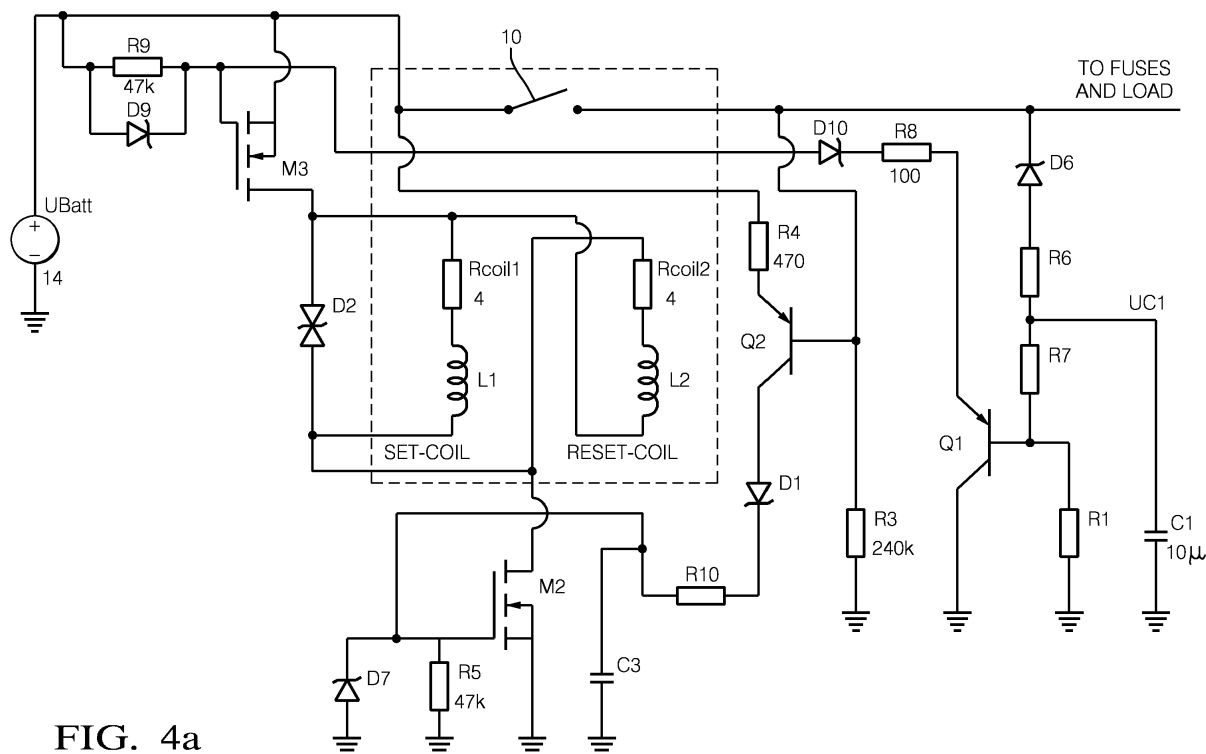 10
R9
47k
D9
M3
UBatt
+
−
14
TO FUSES
AND LOAD
D10
R8
100
D6
R4
470
R6
Rcoil1
4
Rcoil2
4
D2
UC1
Q2
R7
L1
L2
SET-COIL
RESET-COIL
Q1
D1
R3
240k
R1
C1
10μ
M2
R10
D7
R5
47k
C3
FIG. 4a